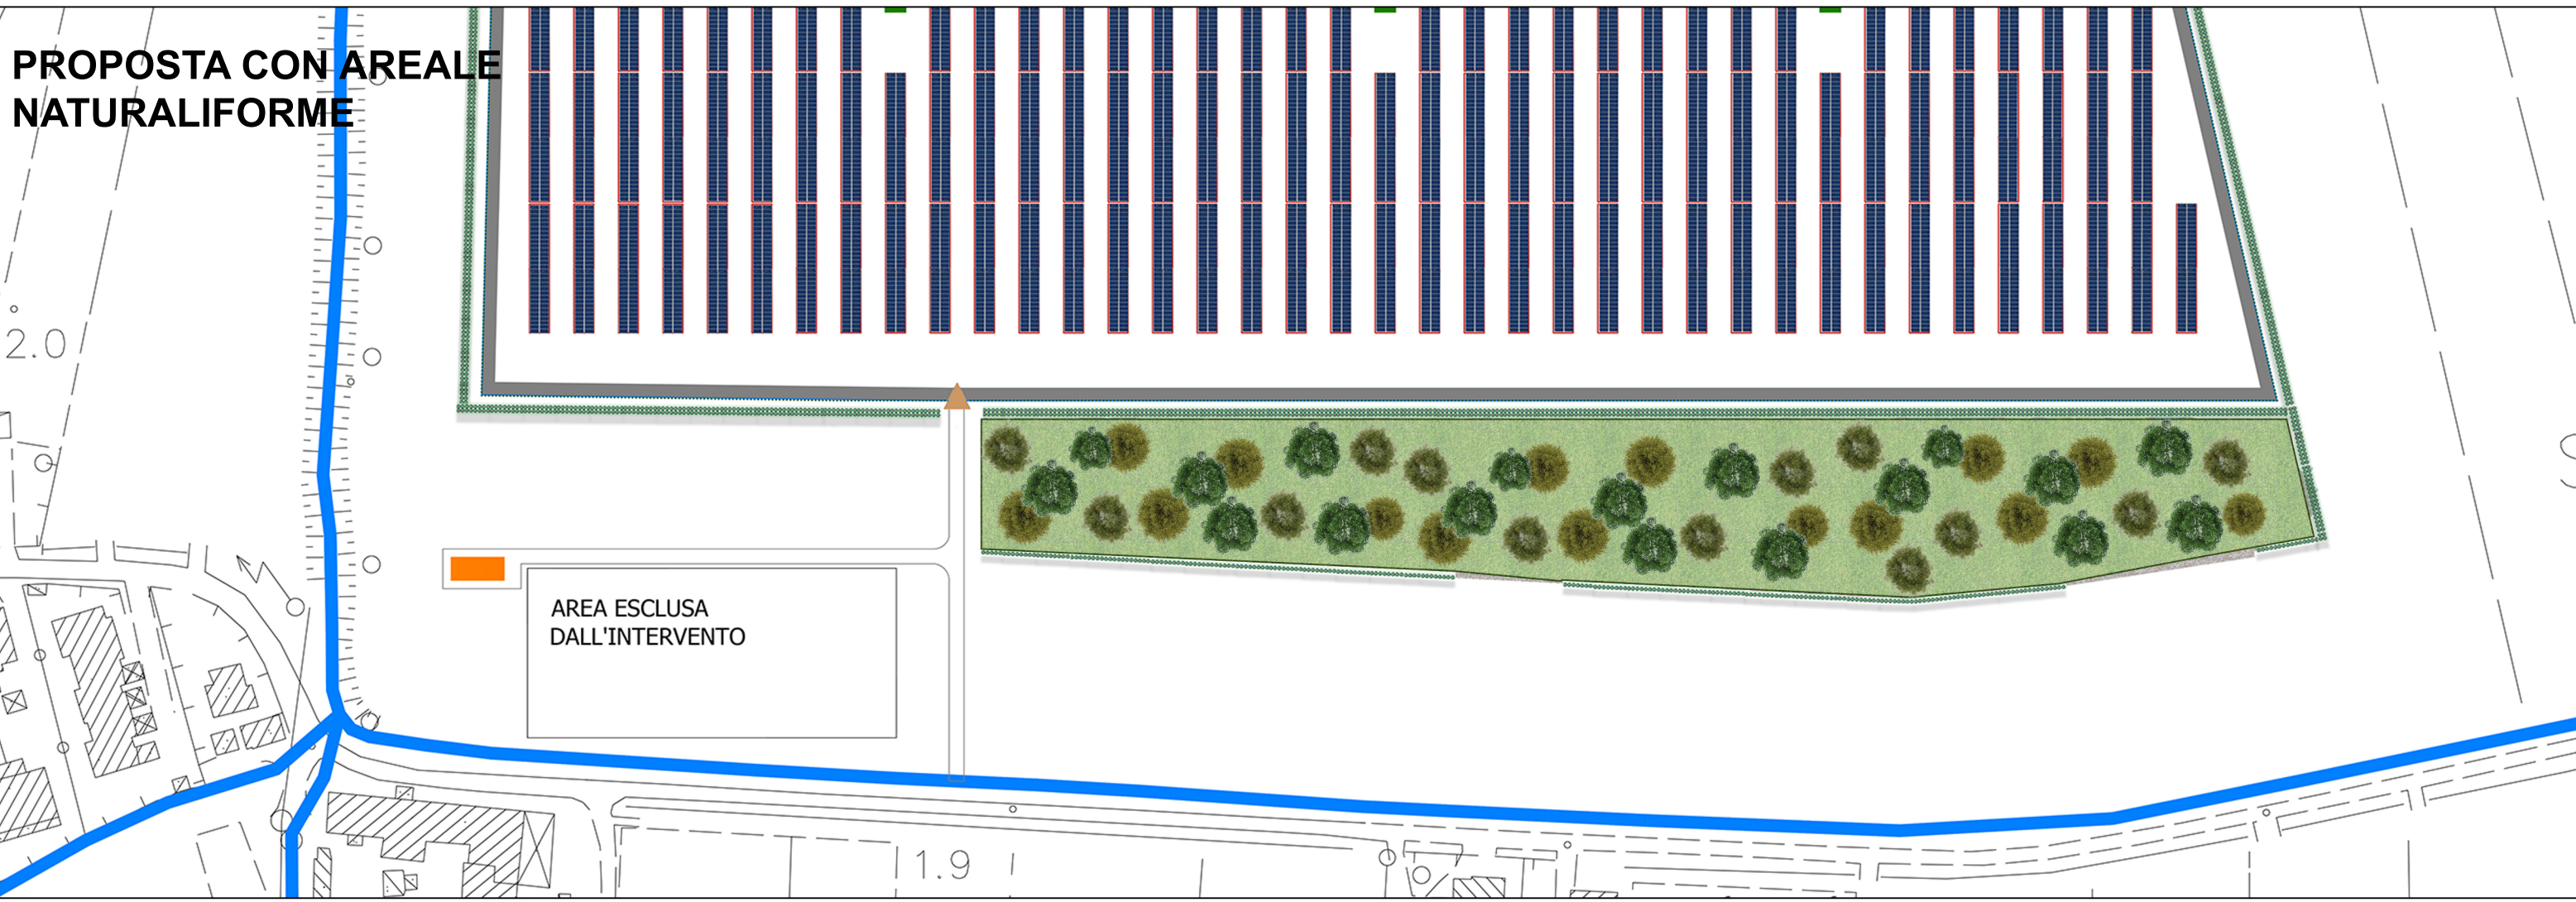 PROPOSTA CON AREALE
NATURALIFORME
2.0
AREA ESCLUSA
DALL'INTERVENTO
1.9